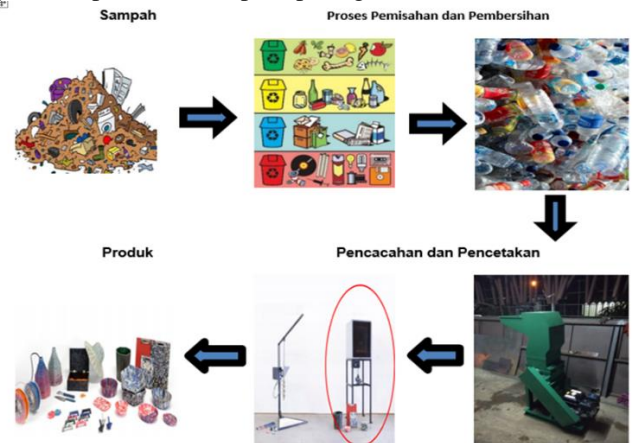 Sampah
Proses Pemisahan dan Pembersihan
Produk
Pencacahan dan Pencetakan